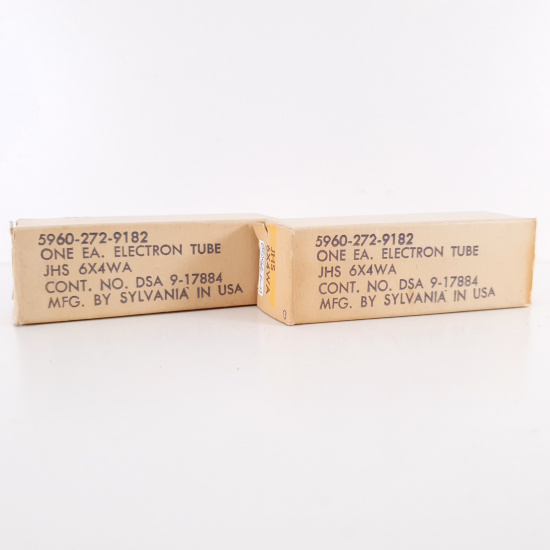 5960-272-9182
ONE EA. ELECTRON TUBE
JHS 6X4WA
CONT. NO. DSA 9-17884
MFG. BY SYLVANIA IN USA
JHS
6X4WA
5960-272-9182
ONE EA. ELECTRON TUBE
JHS 6X4WA
CONT. NO. DSA 9-17884
MFG. BY SYLVANIA IN USA